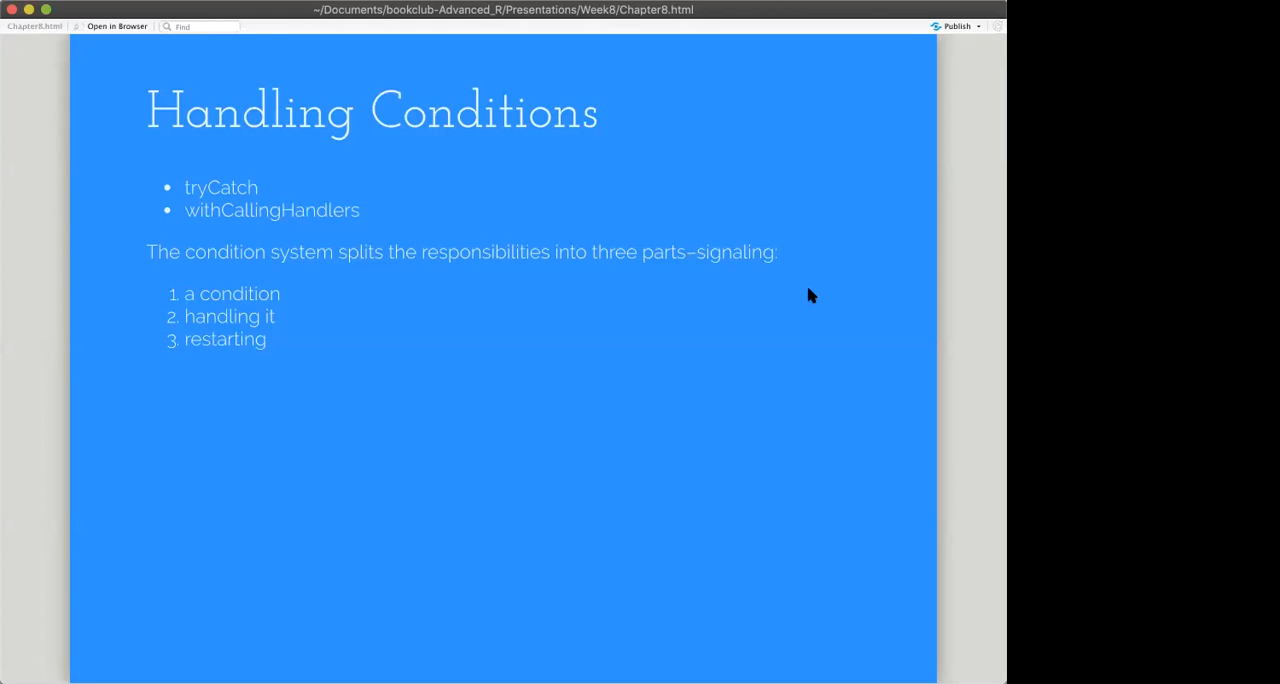 ~/Documents/bookclub-Advanced_R/Presentations/Week8/Chapter8.html
Chapter8.html Open in Browser Find Publish
Handling Conditions
• tryCatch
• withCallingHandlers
The condition system splits the responsibilities into three parts–signaling:
1. a condition
2. handling it
3. restarting